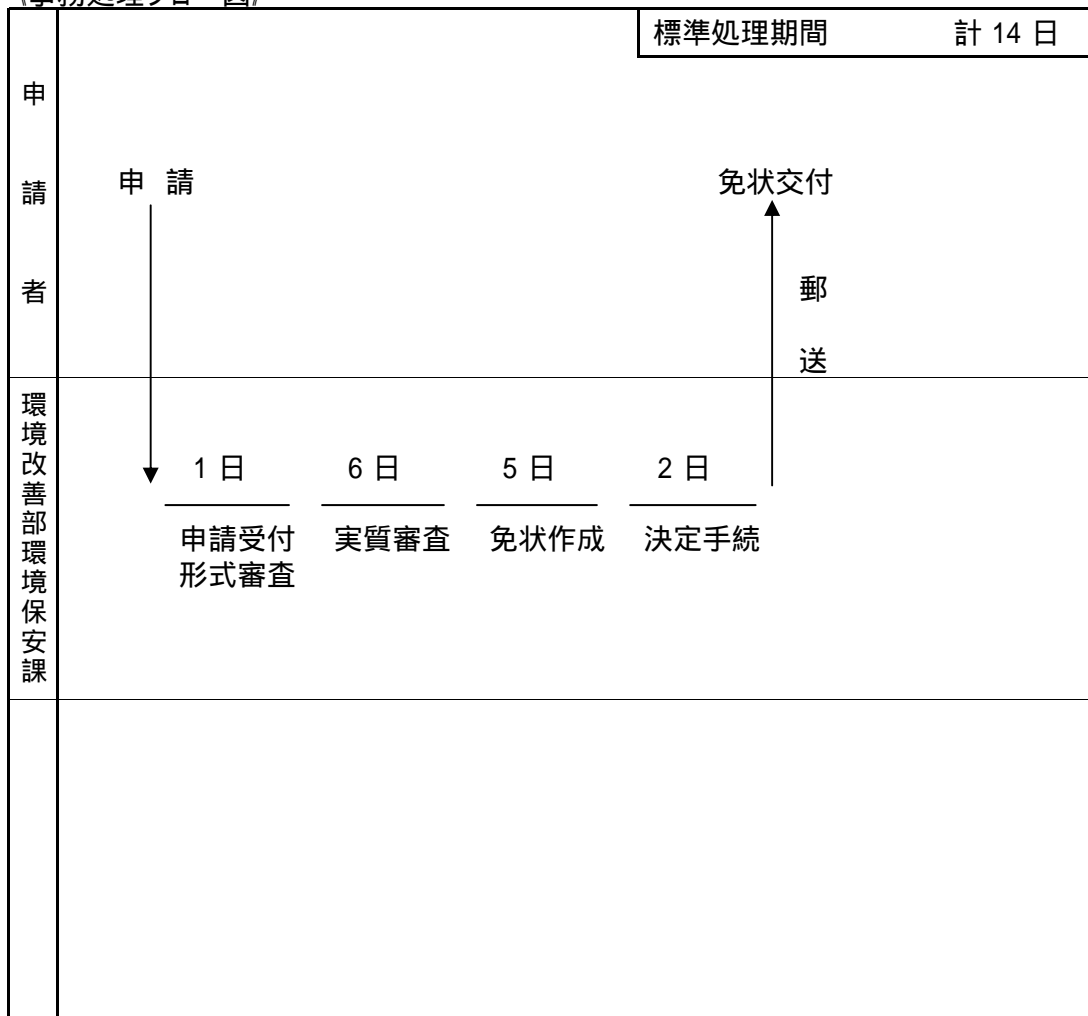 標準処理期間 計 14 日
申請者
申 請
免状交付
郵送
環境改善部環境保安課
1 日 6 日 5 日 2 日
申請受付 実質審査 免状作成 決定手続
形式審査